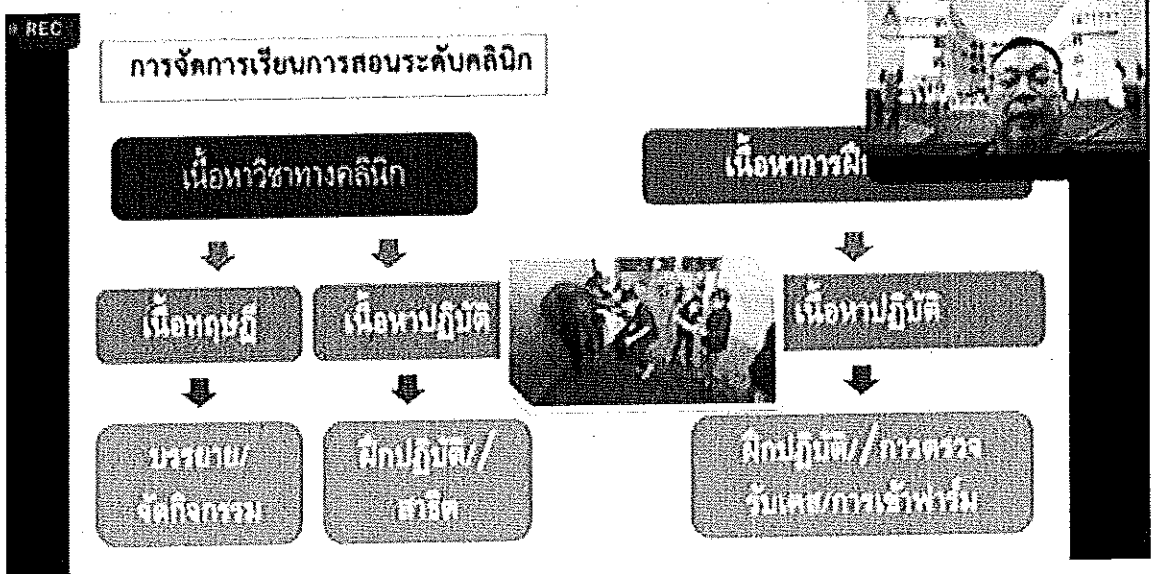 REC
การจัดการเรียนการสอนระดับคลินิก
เนื้อหาวิชาทางคลินิก
เนื้อหาการฝึ
เนื้อทฤษฎี
เนื้อหาปฏิบัติ
เนื้อหาปฏิบัติ
บรรยาย/
จัดกิจกรรม
ฝึกปฏิบัติ//
สาธิต
ฝึกปฏิบัติ//การตรวจ
รับเคส/การเข้าฟาร์ม